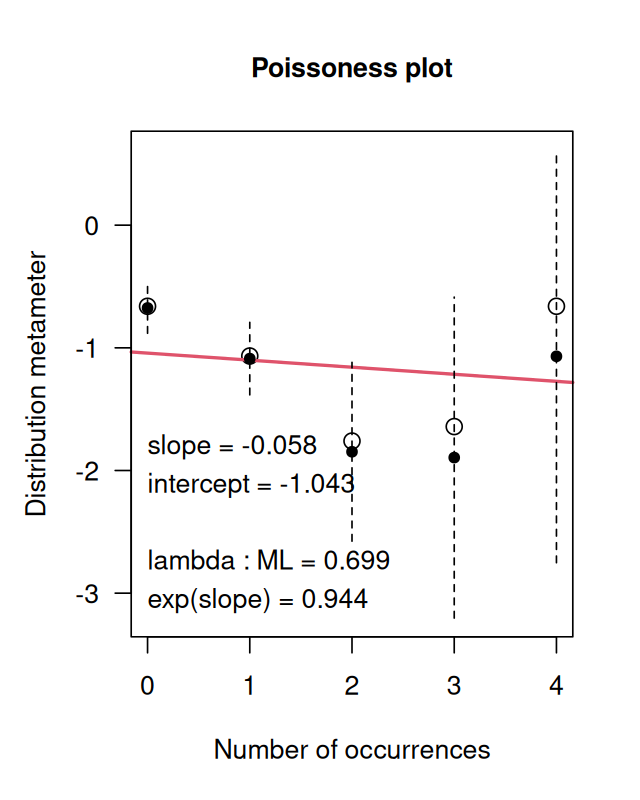 Poissoness plot
Distribution metameter
0
-1
-2
-3
slope = -0.058
intercept = -1.043
lambda : ML = 0.699
exp(slope) = 0.944
0 1 2 3 4
Number of occurrences